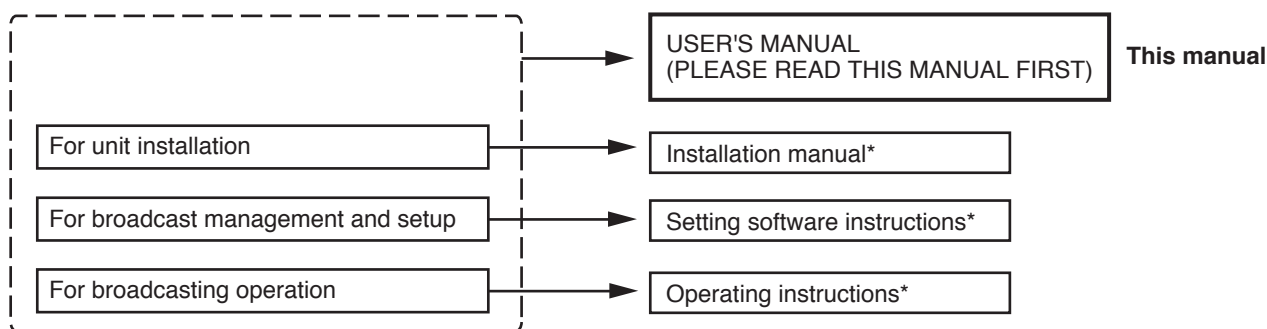 USER'S MANUAL
(PLEASE READ THIS MANUAL FIRST)
This manual
For unit installation
Installation manual*
For broadcast management and setup
Setting software instructions*
For broadcasting operation
Operating instructions*